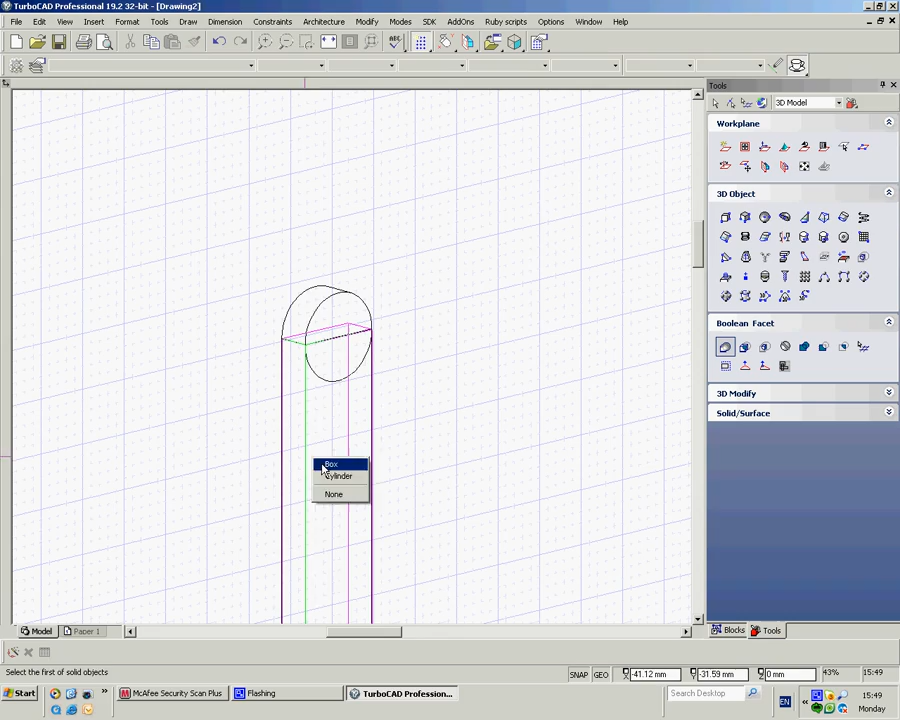 TurboCAD Professional 19.2 32-bit - [Drawing2]
File Edit View Insert Format Tools Draw Dimension Constraints Architecture Modify Modes SDK AddOns Ruby scripts Options Window Help
ABC
Tools
3D Model
Workplane
3D Object
Boolean Facet
3D Modify
Solid/Surface
Box
Cylinder
None
Model Paper 1
Blocks Tools
Select the first of solid objects
SNAP GEO -41.12 mm -31.59 mm 0 mm 43% 15:49
Start McAfee Security Scan Plus Flashing TurboCAD Profession... Search Desktop EN 15:49
Monday